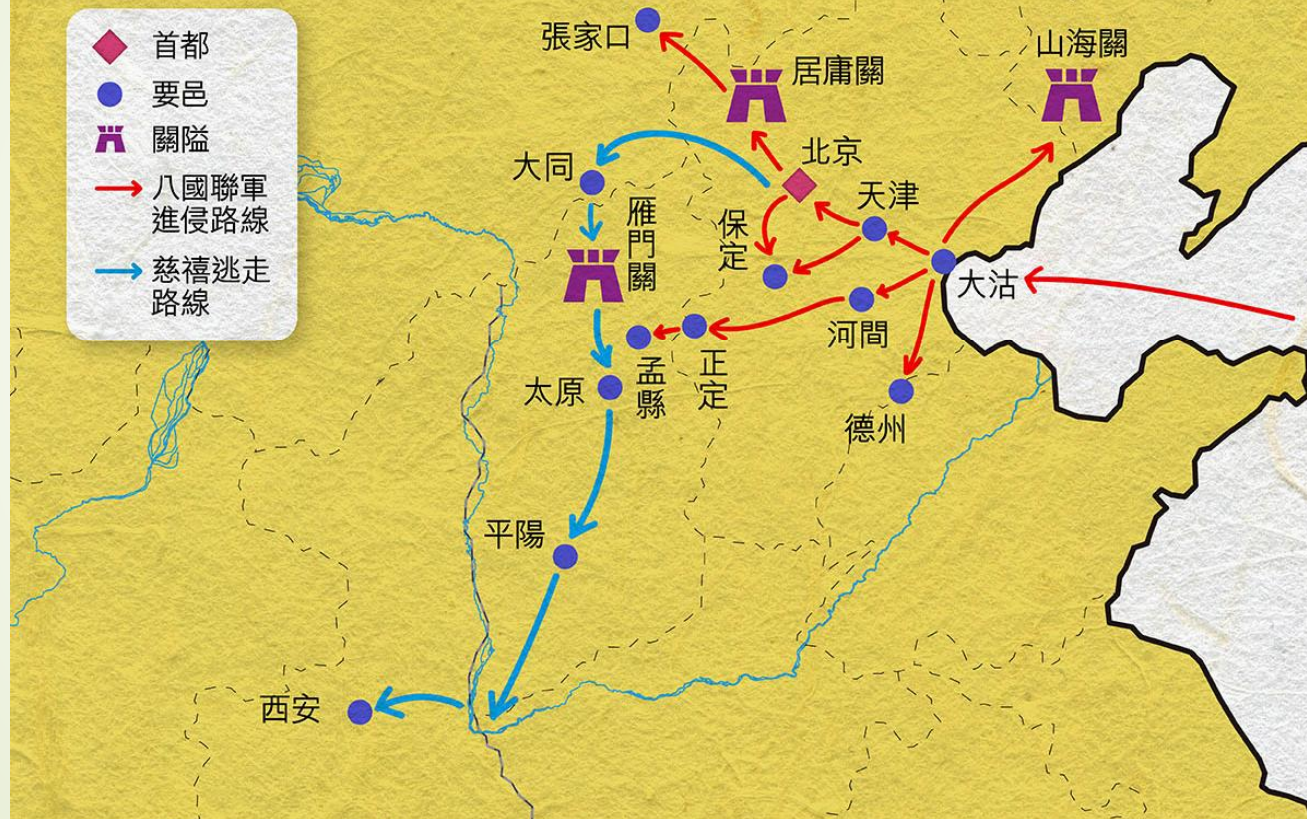 首都
要邑
關隘
八國聯軍
進侵路線
慈禧逃走
路線
張家口
居庸關
山海關
北京
大同
天津
雁門關
保定
大沽
河間
正定
孟縣
太原
德州
平陽
西安